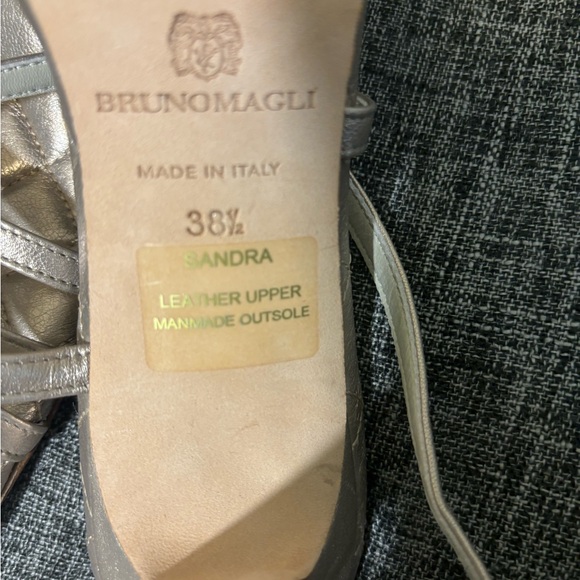 BRUNOMAGLI
MADE IN ITALY
38½
SANDRA
LEATHER UPPER
MANMADE OUTSOLE